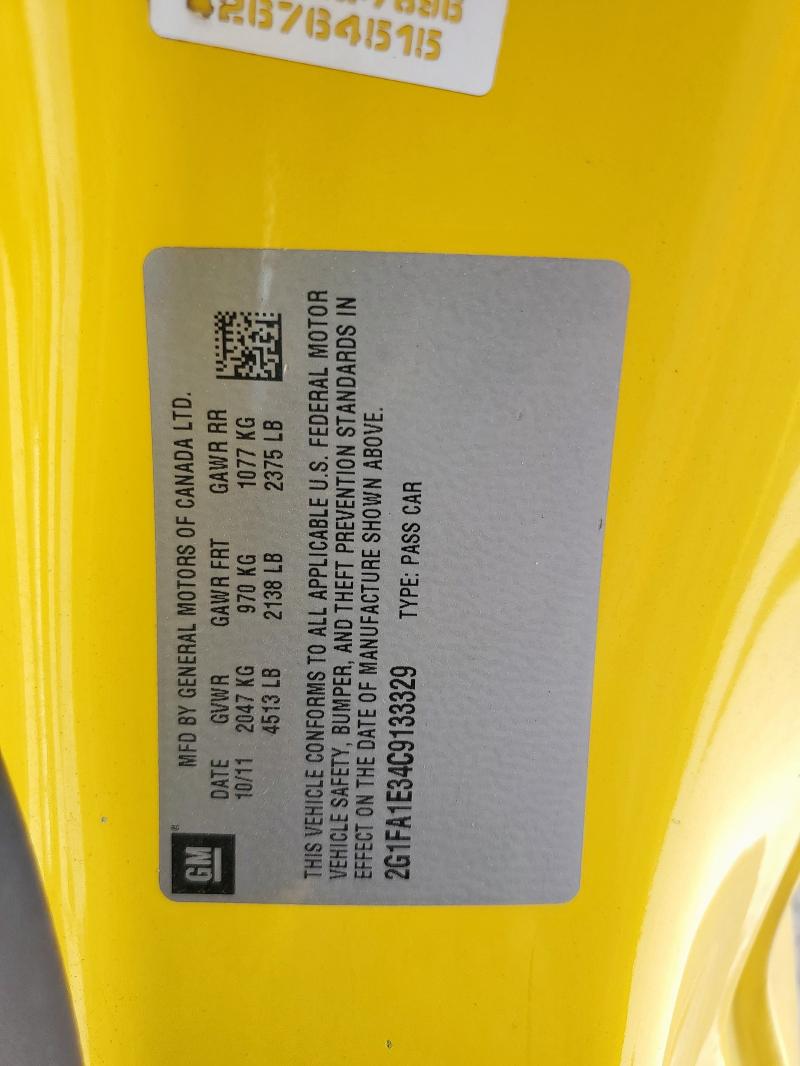 426764515
GM
MFD BY GENERAL MOTORS OF CANADA LTD.
DATE GVWR GAWR FRT GAWR RR
10/11 2047 KG 970 KG 1077 KG
4513 LB 2138 LB 2375 LB
THIS VEHICLE CONFORMS TO ALL APPLICABLE U.S. FEDERAL MOTOR
VEHICLE SAFETY, BUMPER, AND THEFT PREVENTION STANDARDS IN
EFFECT ON THE DATE OF MANUFACTURE SHOWN ABOVE.
2G1FA1E34C9133329 TYPE: PASS CAR